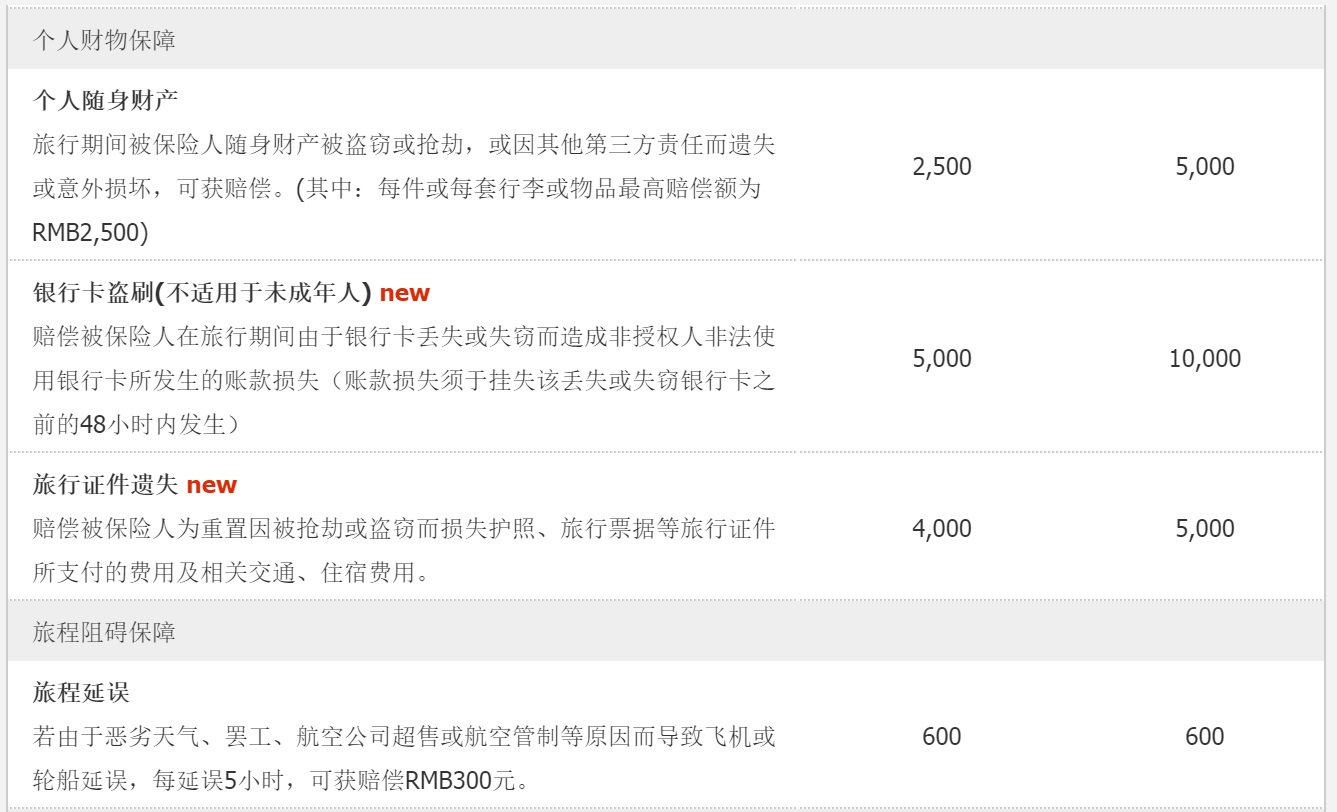 个人财物保障
个人随身财产
旅行期间被保险人随身财产被盗窃或抢劫，或因其他第三方责任而遗失
或意外损坏，可获赔偿。(其中：每件或每套行李或物品最高赔偿额为
RMB2,500)
2,500
5,000
银行卡盗刷(不适用于未成年人) new
赔偿被保险人在旅行期间由于银行卡丢失或失窃而造成非授权人非法使
用银行卡所发生的账款损失（账款损失须于挂失该丢失或失窃银行卡之
前的48小时内发生）
5,000
10,000
旅行证件遗失 new
赔偿被保险人为重置因被抢劫或盗窃而损失护照、旅行票据等旅行证件
所支付的费用及相关交通、住宿费用。
4,000
5,000
旅程阻碍保障
旅程延误
若由于恶劣天气、罢工、航空公司超售或航空管制等原因而导致飞机或
轮船延误，每延误5小时，可获赔偿RMB300元。
600
600